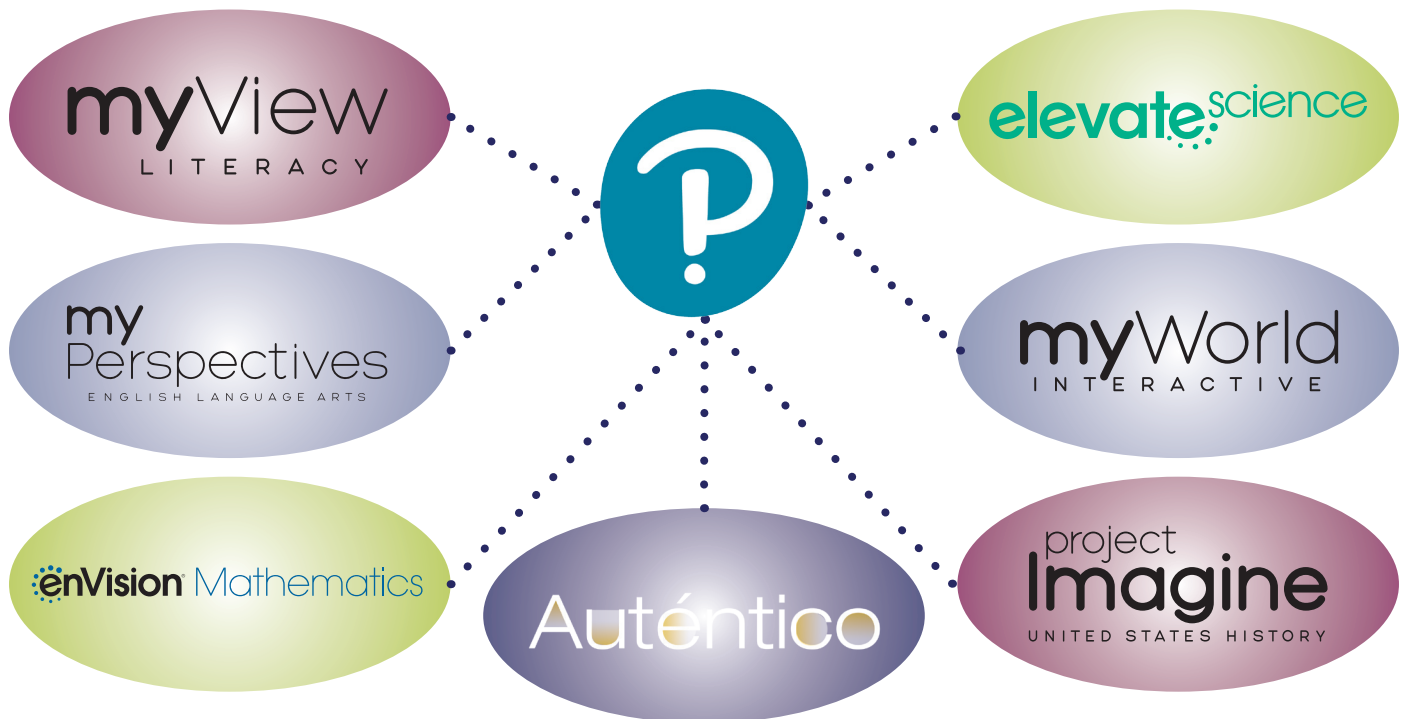 myView
LITERACY
my
Perspectives
ENGLISH LANGUAGE ARTS
enVision Mathematics
P
Auténtico
elevate science
myWorld
INTERACTIVE
project
Imagine
UNITED STATES HISTORY